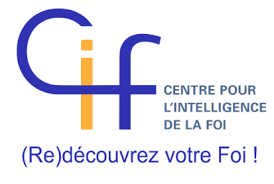 Cif
CENTRE POUR
L'INTELLIGENCE
DE LA FOI
(Re)découvrez votre Foi !